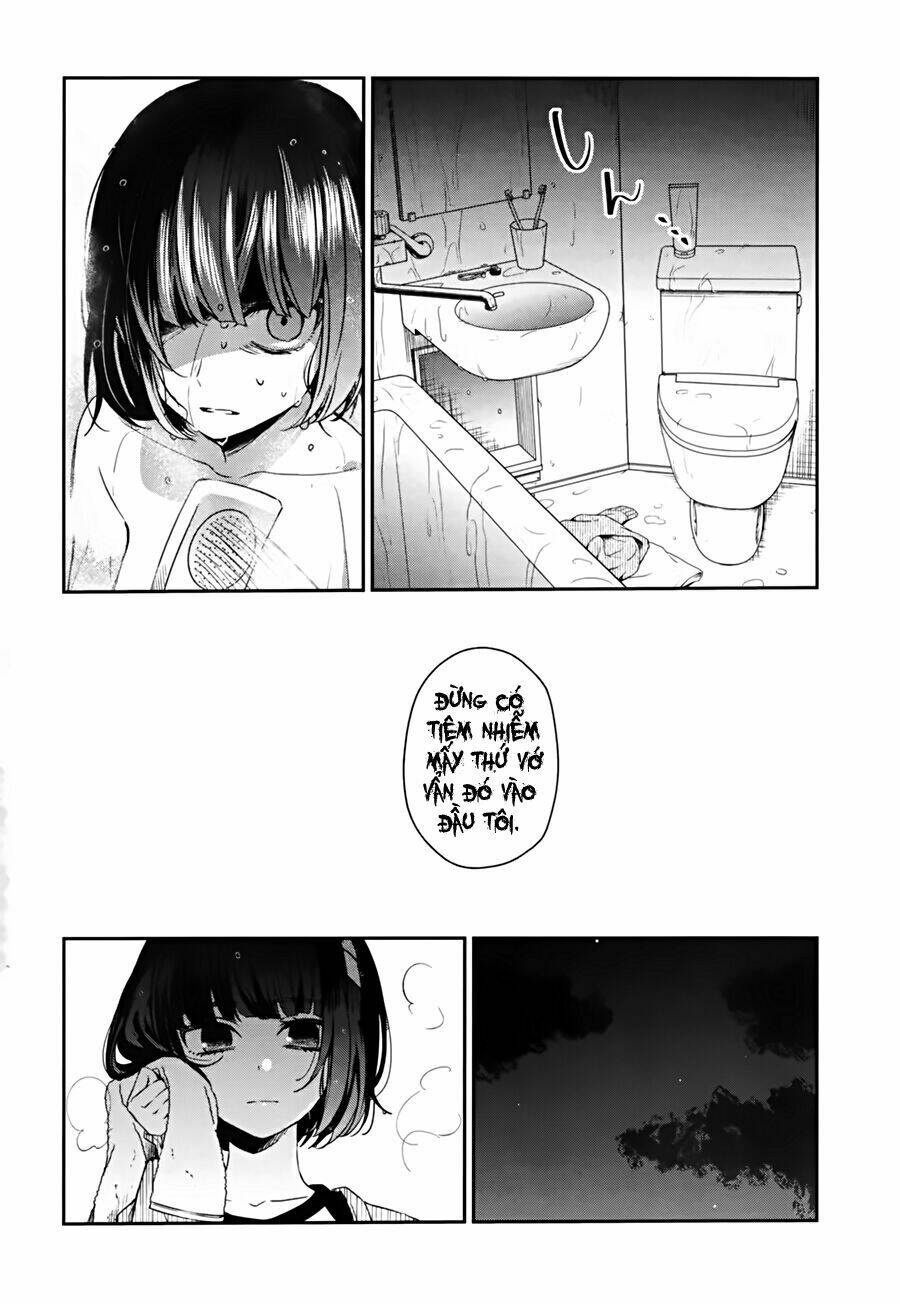 しん…
ĐỪNG CÓ
TIÊM NHIỄM
MẤY THỨ VỚ
VẨN ĐÓ VÀO
ĐẦU TÔI.